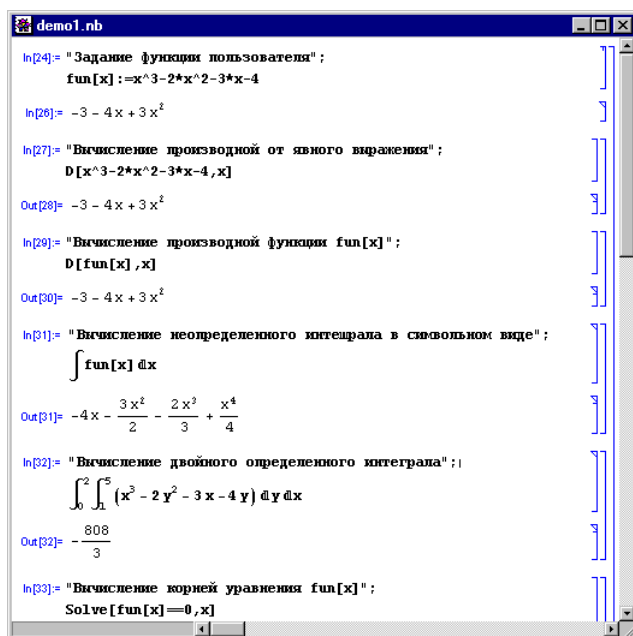 demo1.nb
In[24]:= "Задание функции пользователя";
fun[x]:=x^3-2*x^2-3*x-4
In[26]:= -3 - 4 x + 3 x²
In[27]:= "Вычисление производной от явного выражения";
D[x^3-2*x^2-3*x-4,x]
Out[28]= -3 - 4 x + 3 x²
In[29]:= "Вычисление производной функции fun[x]";
D[fun[x],x]
Out[30]= -3 - 4 x + 3 x²
In[31]:= "Вычисление неопределенного интешрала в символьном виде";
∫fun[x] ⅆx
Out[31]= -4 x - 3 x²/2 - 2 x³/3 + x⁴/4
In[32]:= "Вычисление двойного определенного интеграла";
∫₀²∫₁⁵(x³ - 2 y² - 3 x - 4 y) ⅆy ⅆx
Out[32]= -808/3
In[33]:= "Вычисление корней уравнения fun[x]";
Solve[fun[x]==0,x]